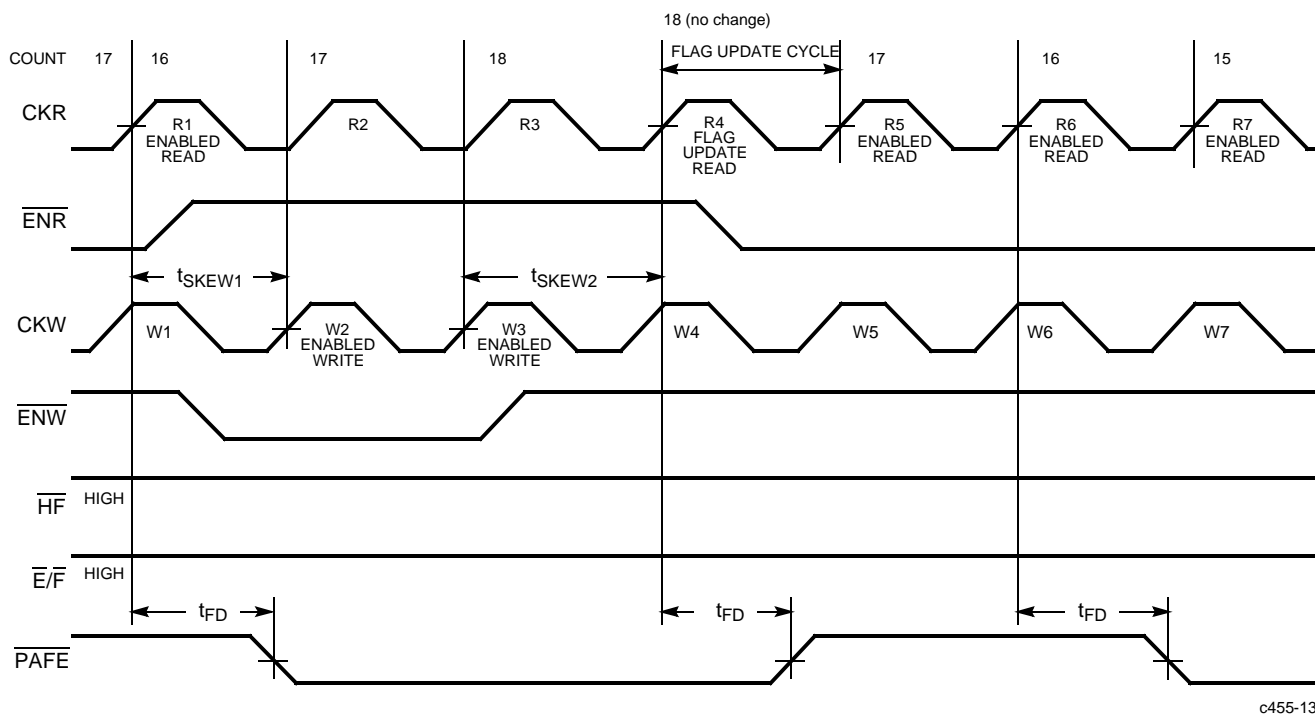 18 (no change)
COUNT 17 16 17 18 FLAG UPDATE CYCLE 17 16 15
CKR
R1 R2 R3 R4 R5 R6 R7
ENABLED FLAG ENABLED ENABLED ENABLED
READ UPDATE READ READ READ
READ
ENR
tSKEW1 tSKEW2
CKW
W1 W2 W3 W4 W5 W6 W7
ENABLED ENABLED
WRITE WRITE
ENW
HF HIGH
E/F HIGH
tFD tFD tFD
PAFE
c455-13